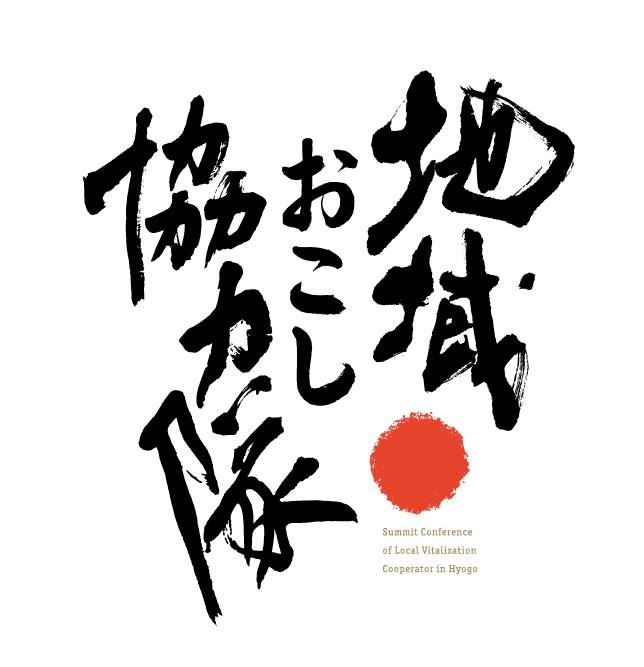 地域
おこし
協力隊
Summit Conference
of Local Vitalization
Cooperator in Hyogo